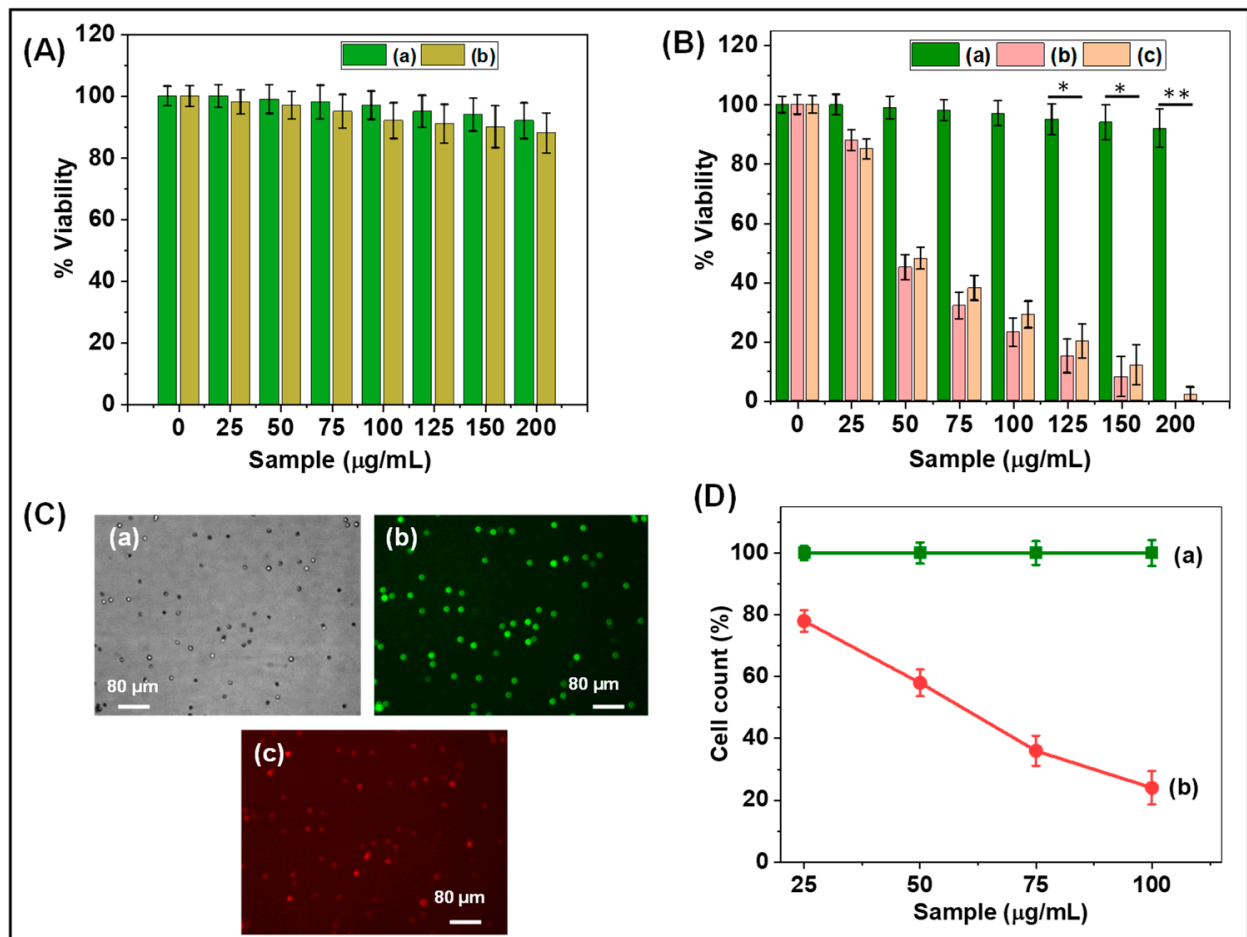 (A)
(a) (b)
120
100
80
60
40
20
0
% Viability
0 25 50 75 100 125 150 200
Sample (µg/mL)
(B)
(a) (b) (c)
* * **
120
100
80
60
40
20
0
% Viability
0 25 50 75 100 125 150 200
Sample (µg/mL)
(C)
(a)
80 µm
(b)
80 µm
(c)
80 µm
(D)
100
80
60
40
20
0
Cell count (%)
(a)
(b)
25 50 75 100
Sample (µg/mL)